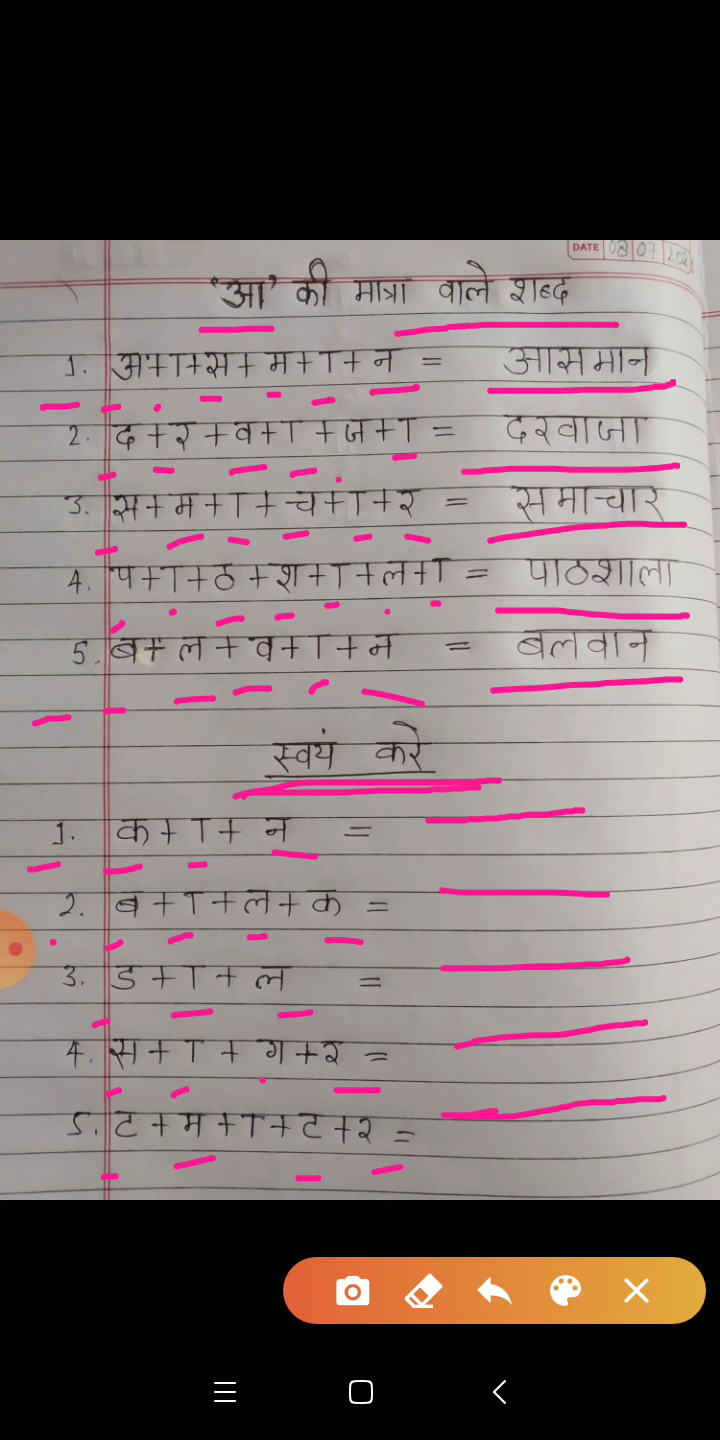 DATE 08 07 202
'आ' की मात्रा वाले शब्द
1. अ+ा+स+म+ा+न = आसमान
2. द+र+व+ा+ज+ा = दरवाजा
3. स+म+ा+च+ा+र = समाचार
4. प+ा+ठ+श+ा+ल+ा = पाठशाला
5. ब+ल+व+ा+न = बलवान
स्वयं करे
1. क+ा+न =
2. ब+ा+ल+क =
3. ड+ा+ल =
4. स+ा+ग+र =
5. ट+म+ा+ट+र =